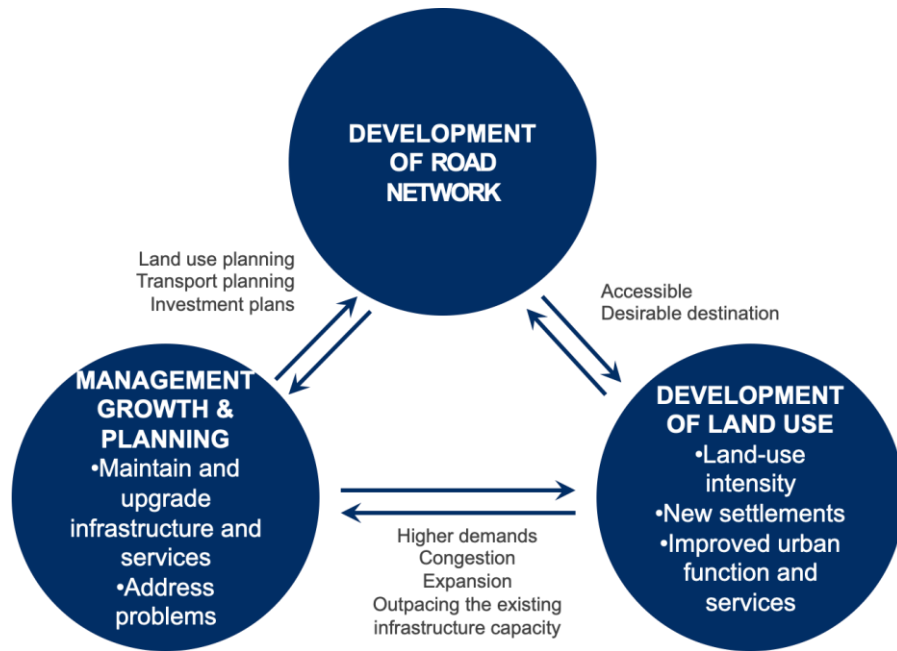 DEVELOPMENT
OF ROAD
NETWORK
Land use planning
Transport planning
Investment plans
Accessible
Desirable destination
MANAGEMENT
GROWTH &
PLANNING
•Maintain and
upgrade
infrastructure and
services
•Address
problems
Higher demands
Congestion
Expansion
Outpacing the existing
infrastructure capacity
DEVELOPMENT
OF LAND USE
•Land-use
intensity
•New settlements
•Improved urban
function and
services